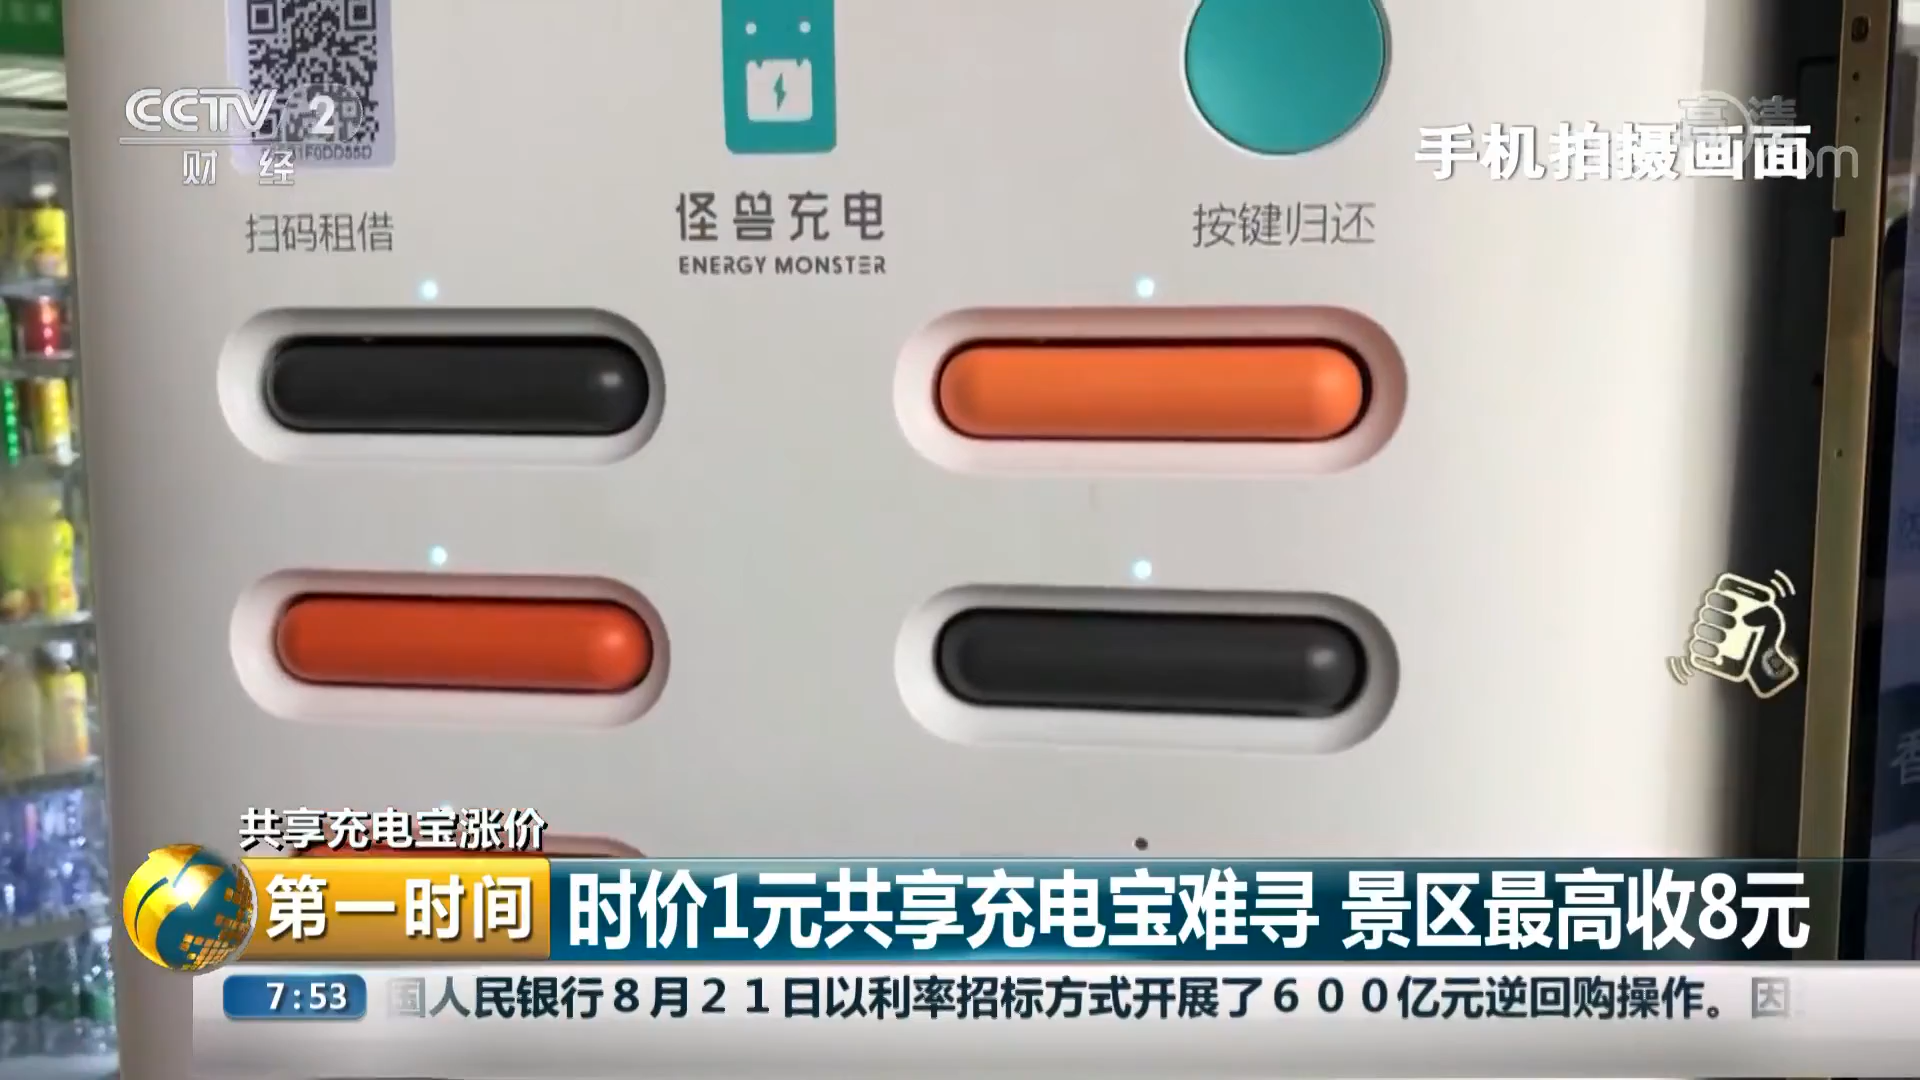 CCTV 2
财 经
高清
手机拍摄画面
扫码租借
怪兽充电
ENERGY MONSTER
按键归还
共享充电宝涨价
第一时间
时价1元共享充电宝难寻 景区最高收8元
7:53
国人民银行8月21日以利率招标方式开展了600亿元逆回购操作。因